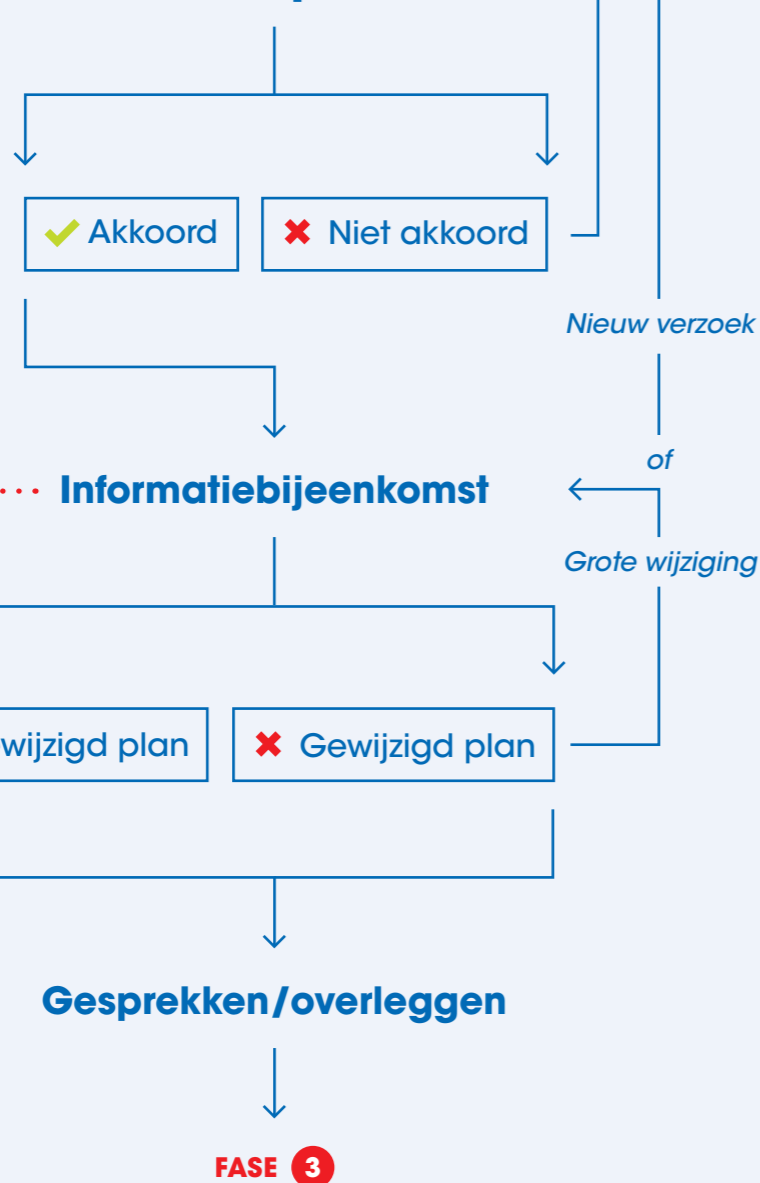 Akkoord
Niet akkoord
Nieuw verzoek
of
Informatiebijeenkomst
Grote wijziging
wijzigd plan
Gewijzigd plan
Gesprekken/overleggen
FASE 3